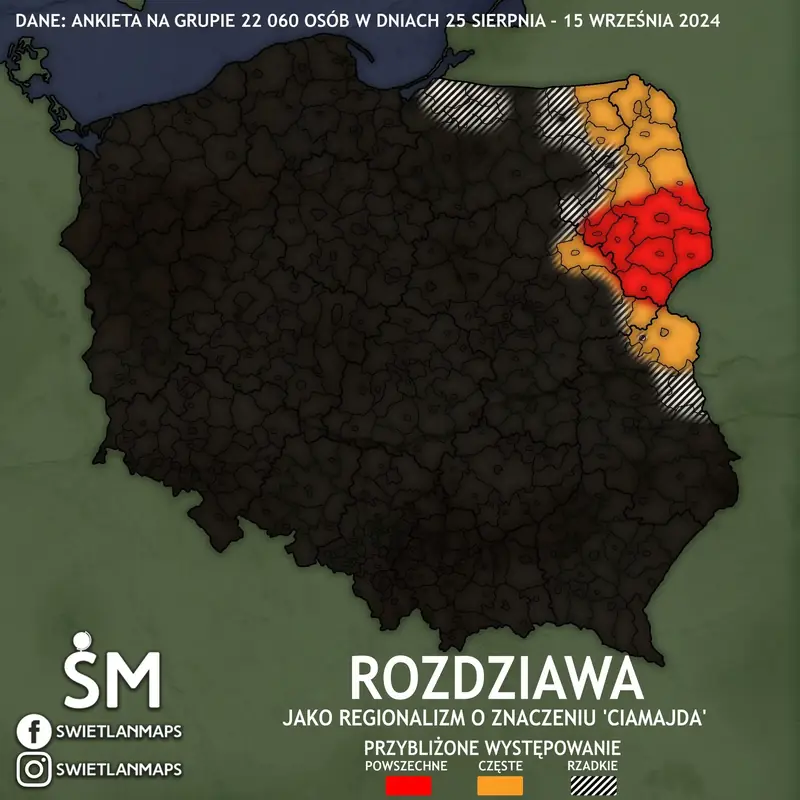 DANE: ANKIETA NA GRUPIE 22 060 OSÓB W DNIACH 25 SIERPNIA - 15 WRZEŚNIA 2024
ŚM
SWIETLANMAPS
SWIETLANMAPS
ROZDZIAWA
JAKO REGIONALIZM O ZNACZENIU 'CIAMAJDA'
PRZYBLIŻONE WYSTĘPOWANIE
POWSZECHNE CZĘSTE RZADKIE